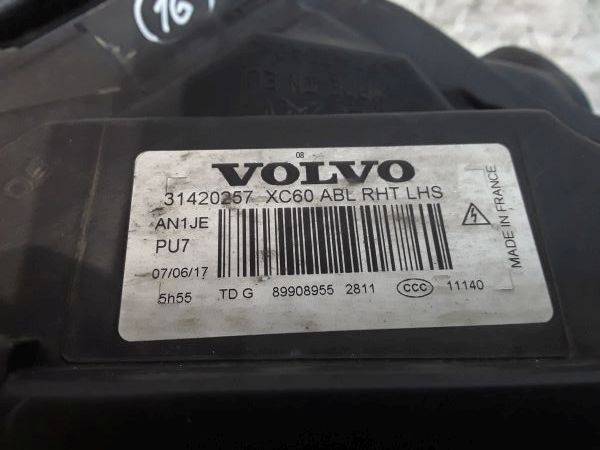 (16)
08
VOLVO
31420257 XC60 ABL RHT LHS
AN1JE
PU7
07/06/17
5h55 TD G 89908955 2811 CCC 11140
MADE IN FRANCE